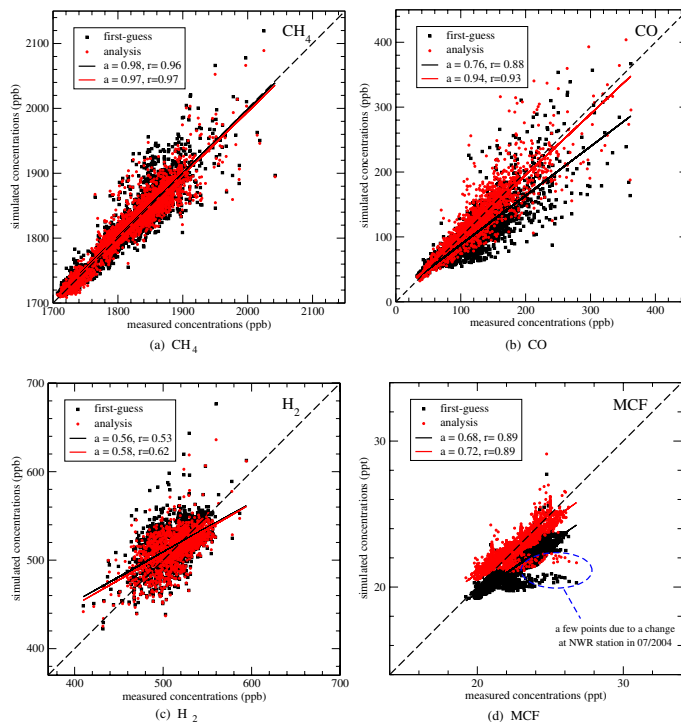 CH4
first-guess
analysis
a = 0.98, r= 0.96
a = 0.97, r=0.97
2100
2000
1900
1800
1700
simulated concentrations (ppb)
1700 1800 1900 2000 2100
measured concentrations (ppb)
(a) CH4
CO
first-guess
analysis
a = 0.76, r=0.88
a = 0.94, r=0.93
400
300
200
100
0
simulated concentrations (ppb)
0 100 200 300 400
measured concentrations (ppb)
(b) CO
H2
first-guess
analysis
a = 0.56, r= 0.53
a = 0.58, r=0.62
700
600
500
400
simulated concentrations (ppb)
400 500 600 700
measured concentrations (ppb)
(c) H2
MCF
first-guess
analysis
a = 0.68, r=0.89
a = 0.72, r=0.89
30
20
simulated concentrations (ppt)
a few points due to a change
at NWR station in 07/2004
20 30
measured concentrations (ppt)
(d) MCF